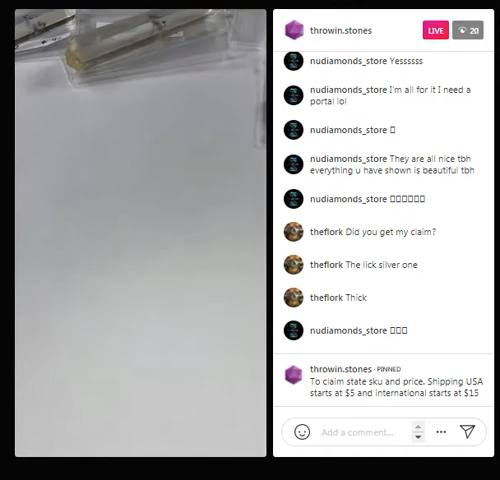 throwin.stones LIVE 20
nudiamonds_store Yessssss
nudiamonds_store I'm all for it I need a
portal lol
nudiamonds_store
nudiamonds_store They are all nice tbh
everything u have shown is beautiful tbh
nudiamonds_store
theflork Did you get my claim?
theflork The lick silver one
theflork Thick
nudiamonds_store
throwin.stones · PINNED
To claim state sku and price. Shipping USA
starts at $5 and international starts at $15
Add a comment...